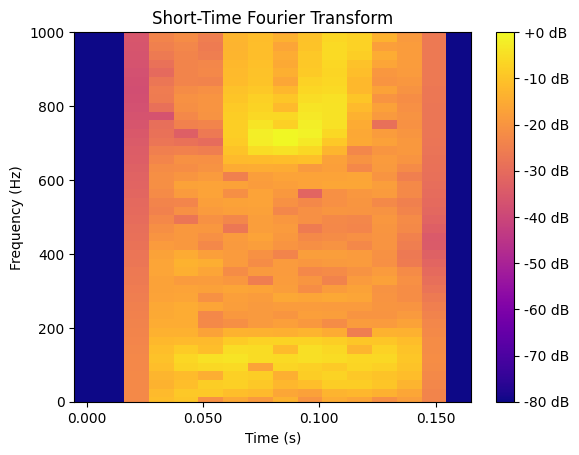 Short-Time Fourier Transform
Frequency (Hz)
1000
800
600
400
200
0
0.000
0.050
0.100
0.150
Time (s)
+0 dB
-10 dB
-20 dB
-30 dB
-40 dB
-50 dB
-60 dB
-70 dB
-80 dB